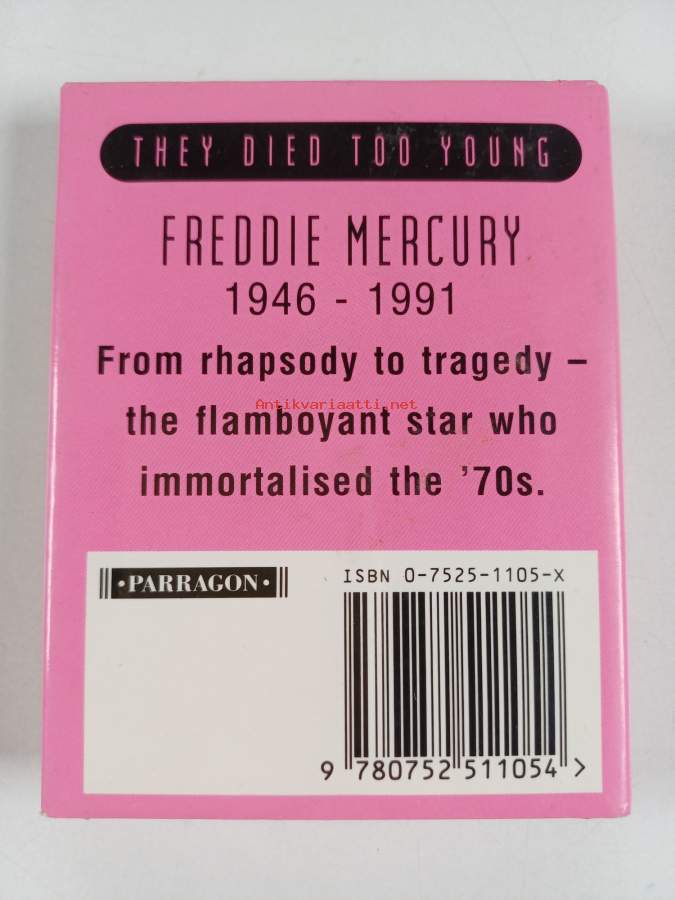 THEY DIED TOO YOUNG
FREDDIE MERCURY
1946 - 1991
From rhapsody to tragedy –
Antikvariaatti.net
the flamboyant star who
immortalised the '70s.
·PARRAGON·
ISBN 0-7525-1105-X
9 780752 511054 >